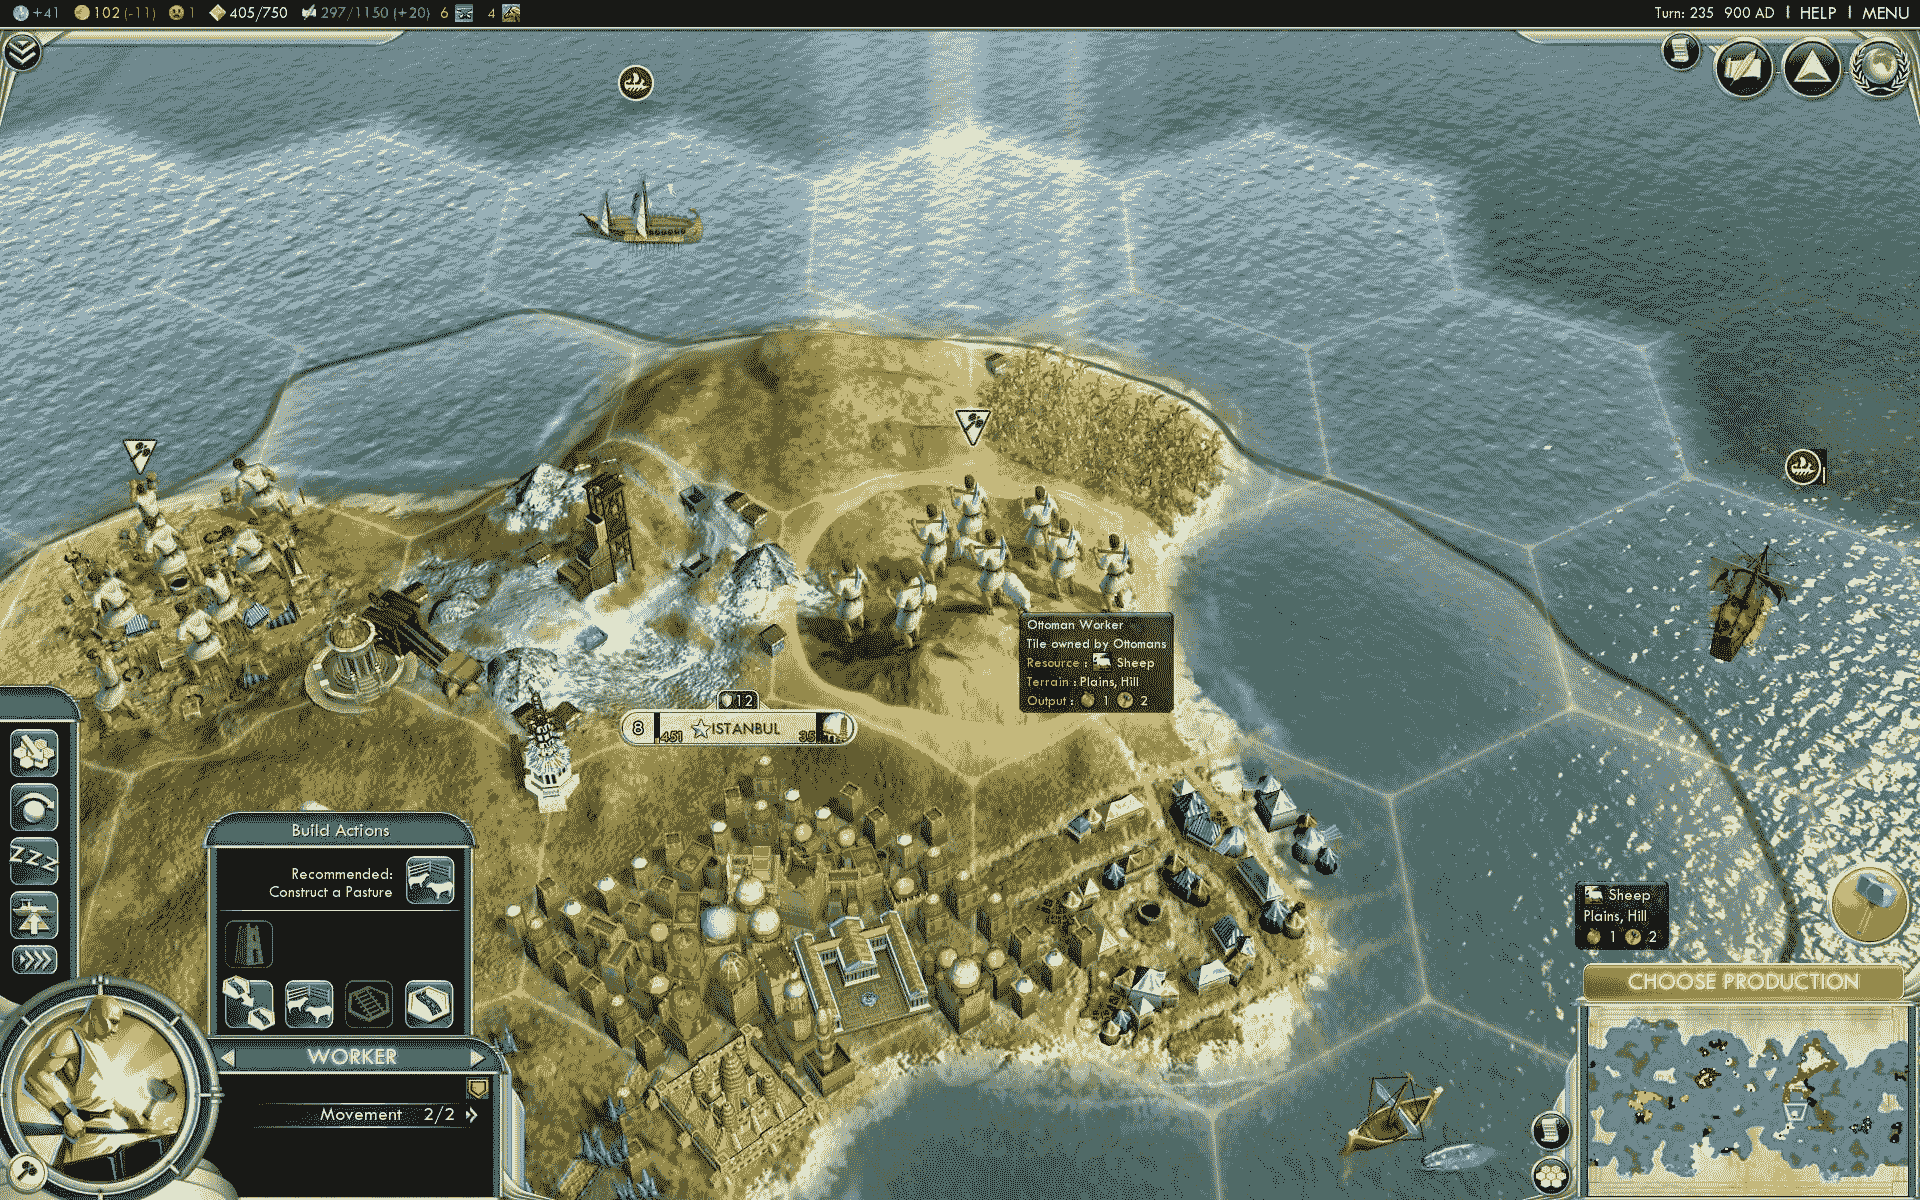 +41 102 (-11) 1 405/750 297/1150 (+20) 6 4
Turn: 235 900 AD | HELP | MENU
Ottoman Worker
Tile owned by Ottomans
Resource : Sheep
Terrain : Plains, Hill
Output : 1 2
12
8 451 ISTANBUL 35
Build Actions
Recommended:
Construct a Pasture
WORKER
Movement 2/2
Sheep
Plains, Hill
1 2
CHOOSE PRODUCTION